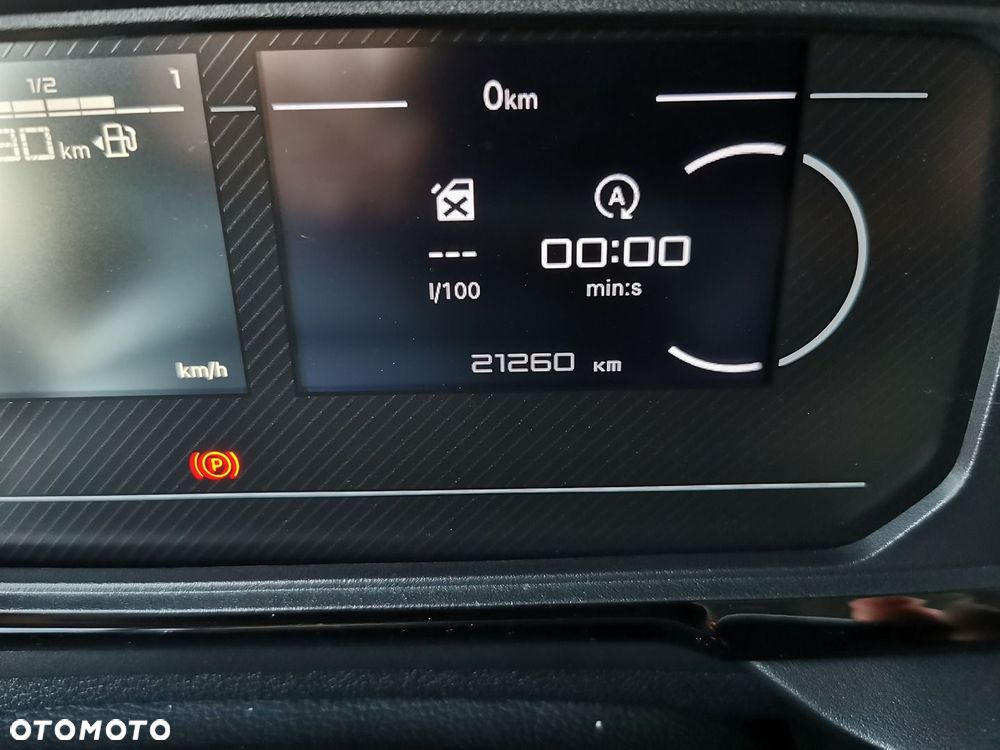 1/2
1
km
km/h
0km
A
---
l/100
00:00
min:s
21260 KM
P
OTOMOTO